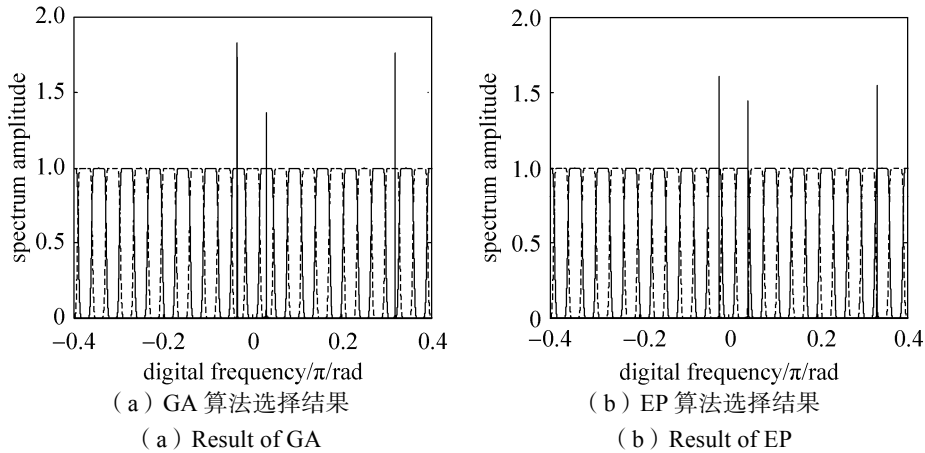 2.0
1.5
1.0
0.5
0
spectrum amplitude
−0.4
−0.2
0
0.2
0.4
digital frequency/π/rad
（a）GA 算法选择结果
（a）Result of GA
2.0
1.5
1.0
0.5
0
spectrum amplitude
−0.4
−0.2
0
0.2
0.4
digital frequency/π/rad
（b）EP 算法选择结果
（b）Result of EP